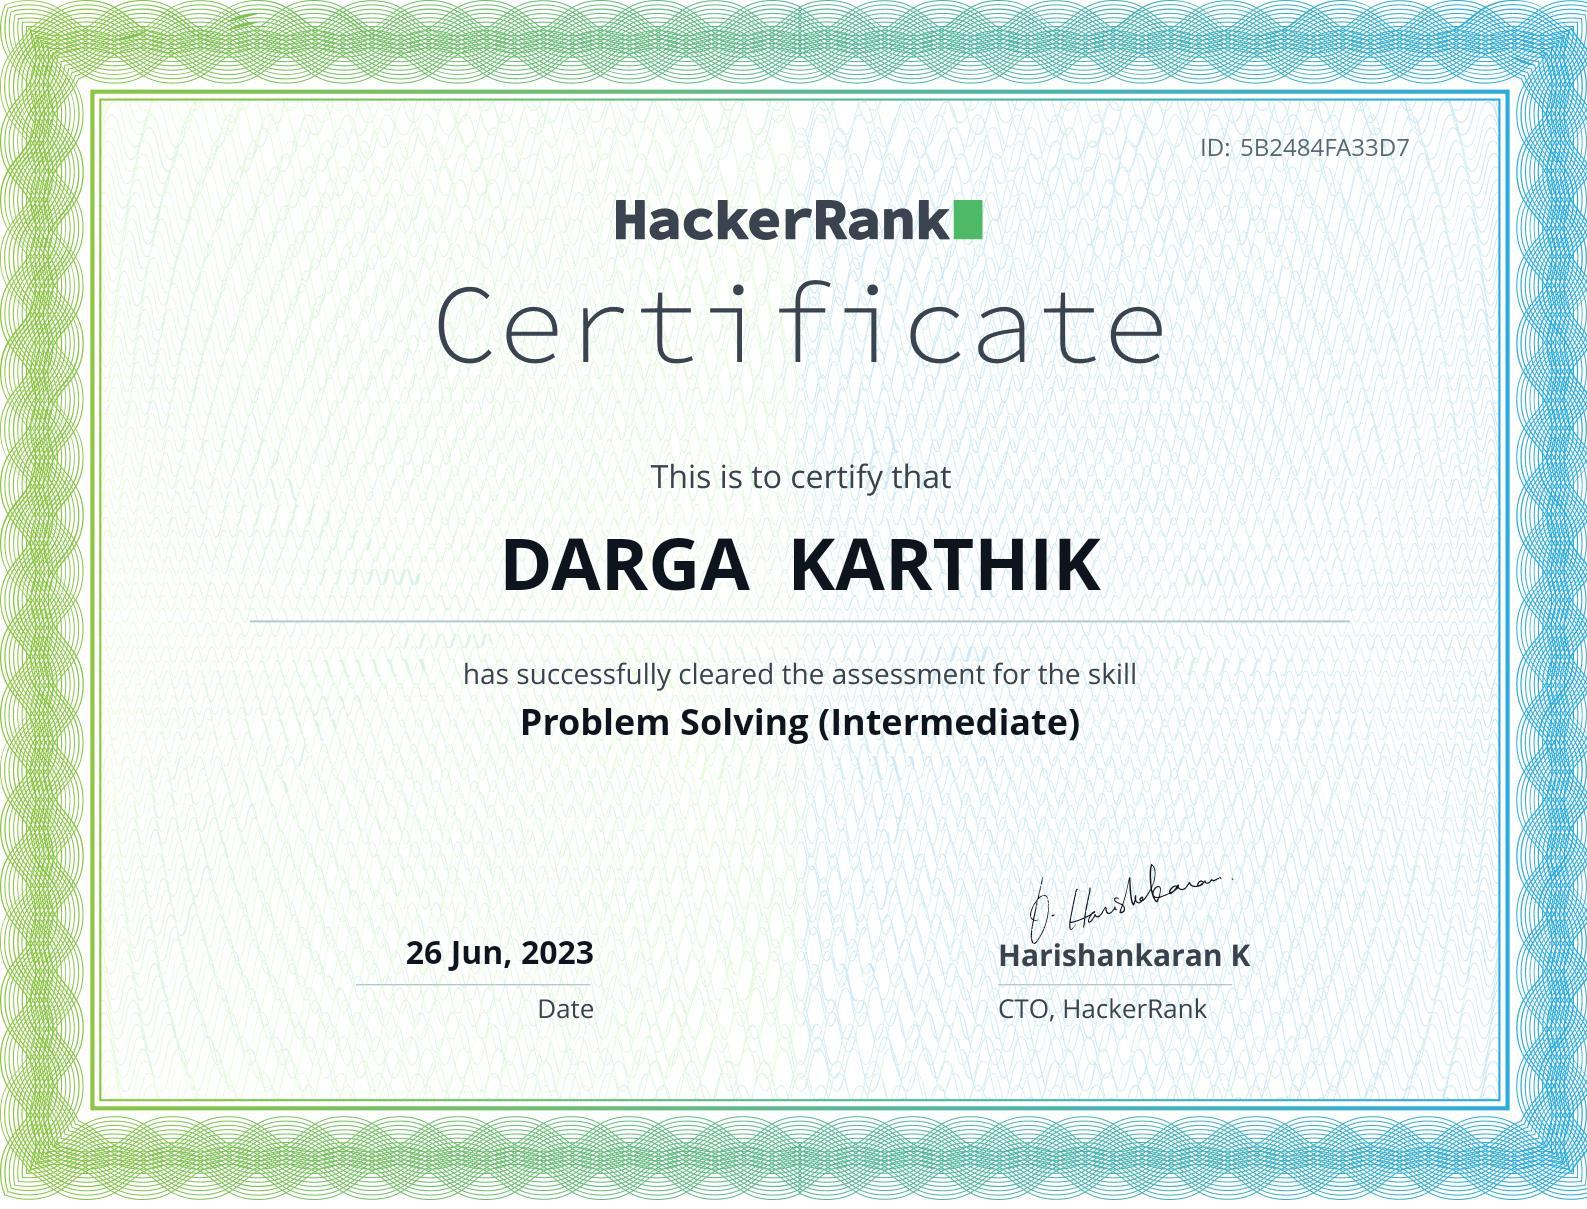 ID: 5B2484FA33D7
HackerRank
Certificate
This is to certify that
DARGA KARTHIK
has successfully cleared the assessment for the skill
Problem Solving (Intermediate)
26 Jun, 2023
Date
Harishankaran
Harishankaran K
CTO, HackerRank